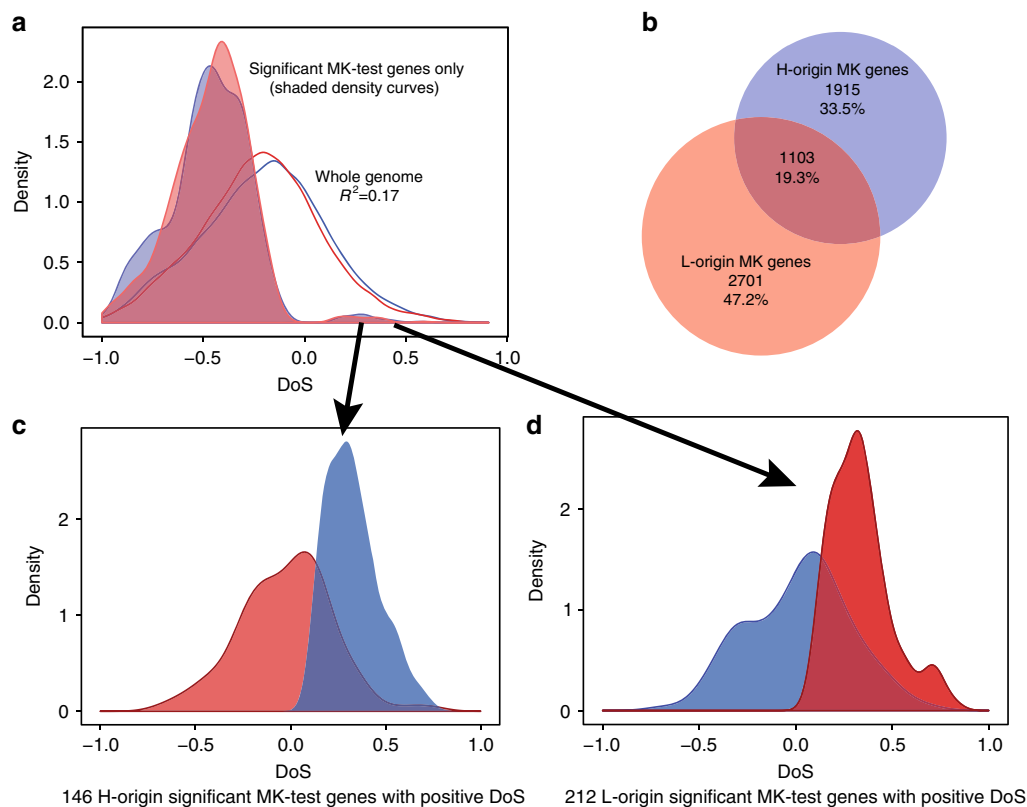 a
Significant MK-test genes only
(shaded density curves)
Whole genome
R²=0.17
Density
2.0
1.5
1.0
0.5
0.0
−1.0 −0.5 0.0 0.5 1.0
DoS
b
H-origin MK genes
1915
33.5%
1103
19.3%
L-origin MK genes
2701
47.2%
c
Density
2
1
0
−1.0 −0.5 0.0 0.5 1.0
DoS
146 H-origin significant MK-test genes with positive DoS
d
Density
2
1
0
−1.0 −0.5 0.0 0.5 1.0
DoS
212 L-origin significant MK-test genes with positive DoS